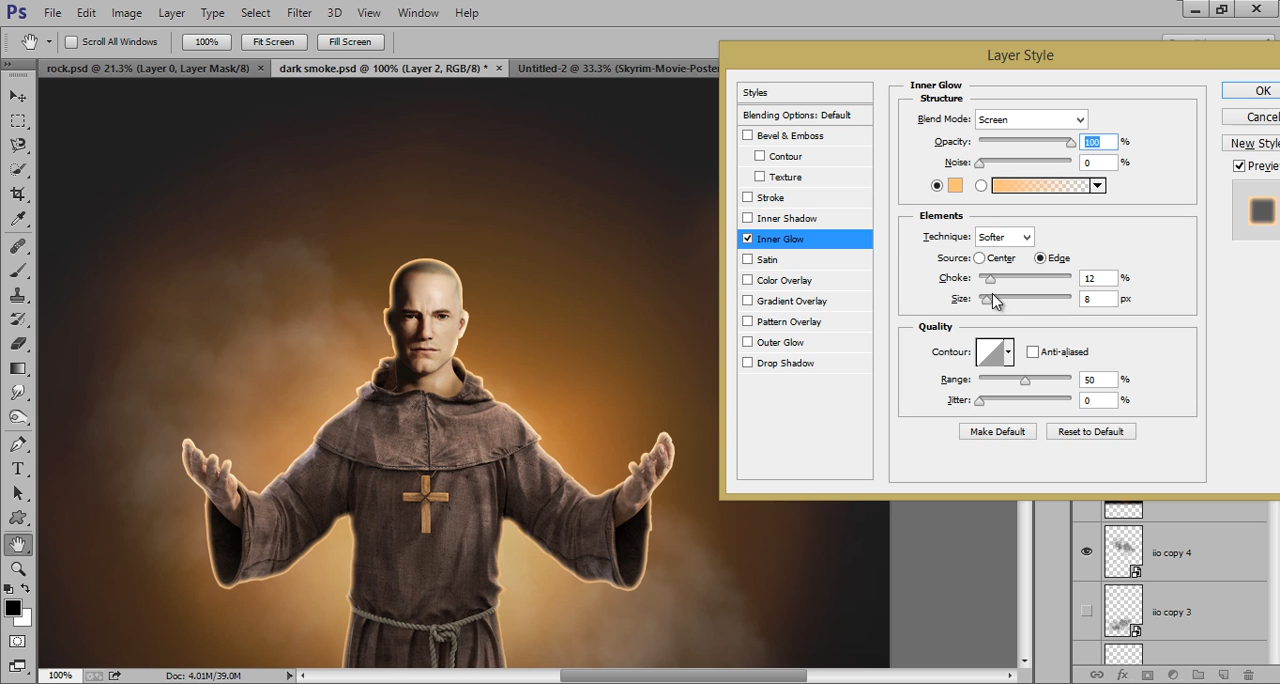 Ps File Edit Image Layer Type Select Filter 3D View Window Help
Scroll All Windows 100% Fit Screen Fill Screen
rock.psd @ 21.3% (Layer 0, Layer Mask/8) × dark smoke.psd @ 100% (Layer 2, RGB/8) * × Untitled-2 @ 33.3% (Skyrim-Movie-Poster
Layer Style
Styles
Blending Options: Default
Bevel & Emboss
Contour
Texture
Stroke
Inner Shadow
Inner Glow
Satin
Color Overlay
Gradient Overlay
Pattern Overlay
Outer Glow
Drop Shadow
Inner Glow
Structure
Blend Mode: Screen
Opacity: 100 %
Noise: 0 %
Elements
Technique: Softer
Source: Center Edge
Choke: 12 %
Size: 8 px
Quality
Contour: Anti-aliased
Range: 50 %
Jitter: 0 %
Make Default Reset to Default
OK
Cancel
New Style
Preview
iio copy 4
iio copy 3
fx
100% Doc: 4.01M/39.0M